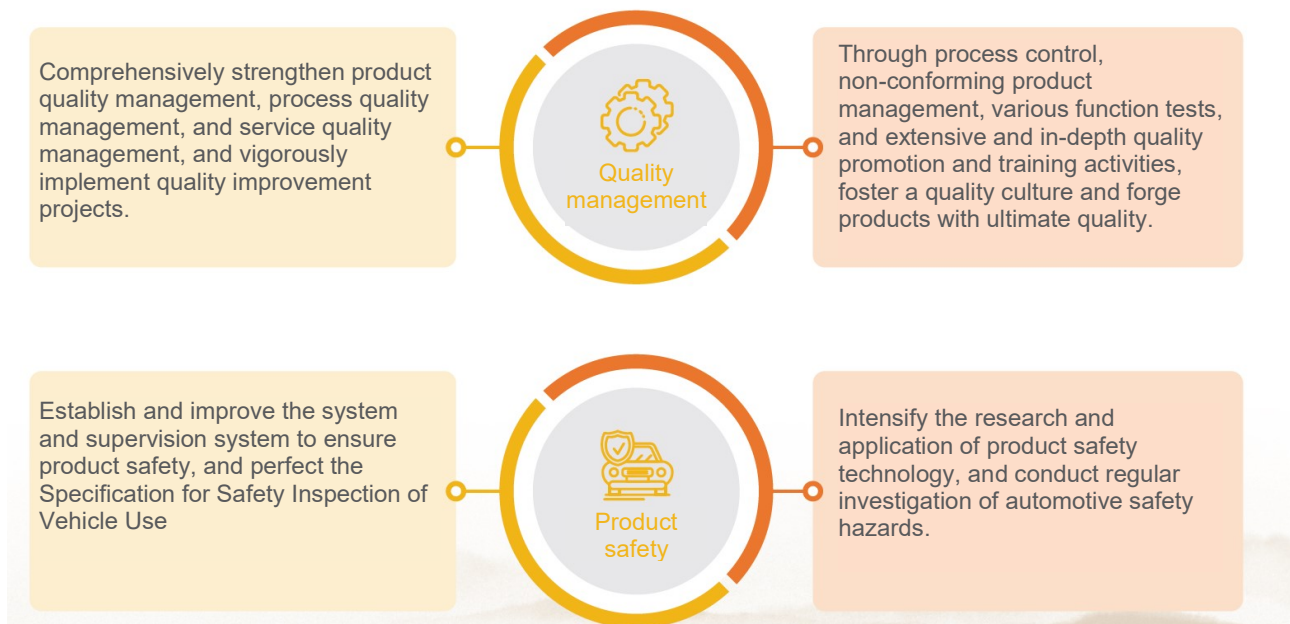 Comprehensively strengthen product
quality management, process quality
management, and service quality
management, and vigorously
implement quality improvement
projects.
Quality
management
Through process control,
non-conforming product
management, various function tests,
and extensive and in-depth quality
promotion and training activities,
foster a quality culture and forge
products with ultimate quality.
Establish and improve the system
and supervision system to ensure
product safety, and perfect the
Specification for Safety Inspection of
Vehicle Use
Product
safety
Intensify the research and
application of product safety
technology, and conduct regular
investigation of automotive safety
hazards.